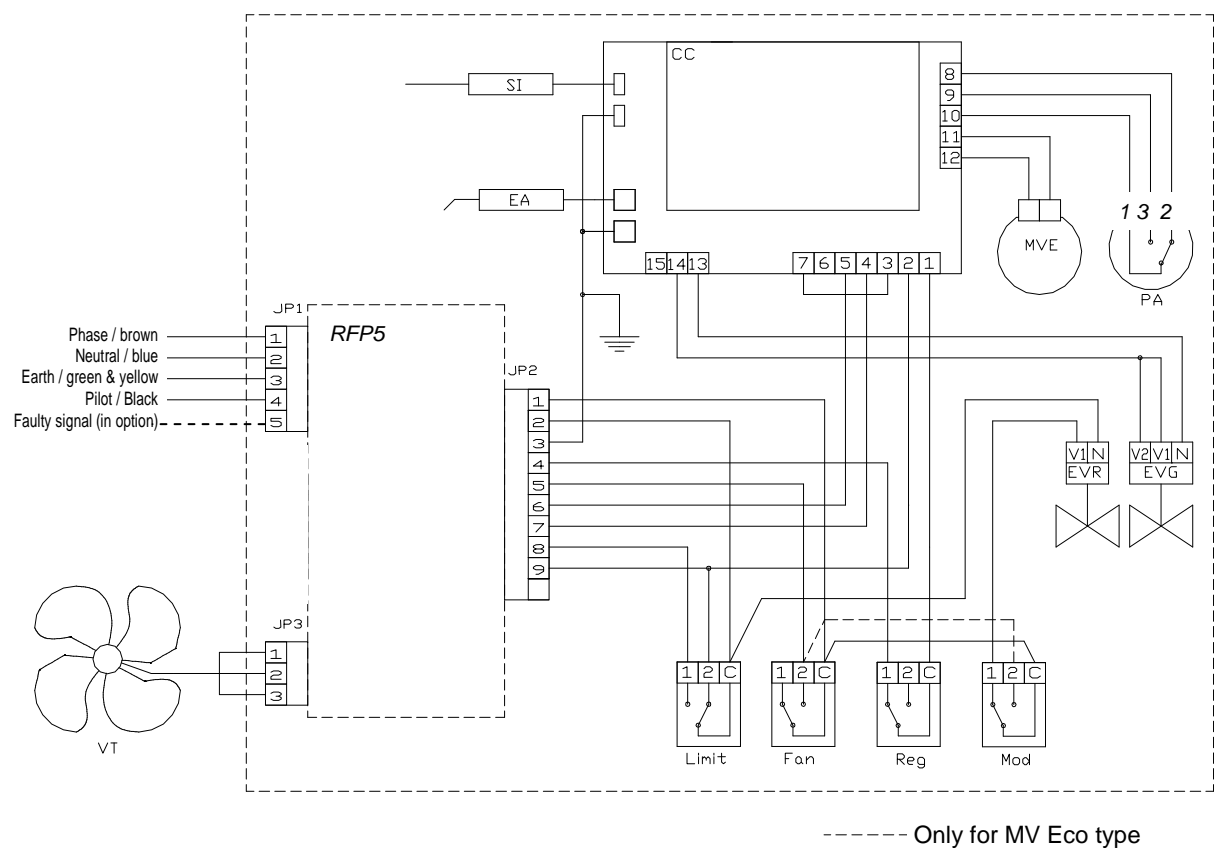 CC
SI
8
9
10
11
12
EA
1 3 2
MVE
PA
15 14 13
7 6 5 4 3 2 1
JP1
RFP5
Phase / brown
1
Neutral / blue
2
Earth / green & yellow
3
Pilot / Black
4
Faulty signal (in option)
5
JP2
1
2
3
4
5
6
7
8
9
V1 N
EVR
V2 V1 N
EVG
JP3
1
2
3
VT
1 2 C
Limit
1 2 C
Fan
1 2 C
Reg
1 2 C
Mod
Only for MV Eco type